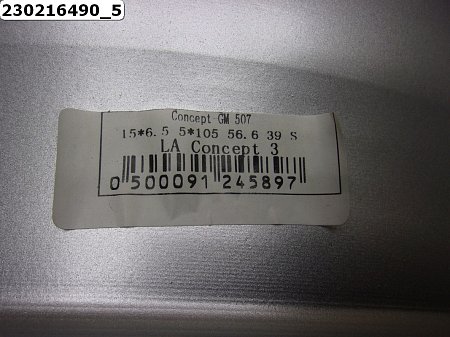 230216490_5
Concept-GM 507
15*6.5 5*105 56.6 39 S
LA Concept 3
0 500091 245897